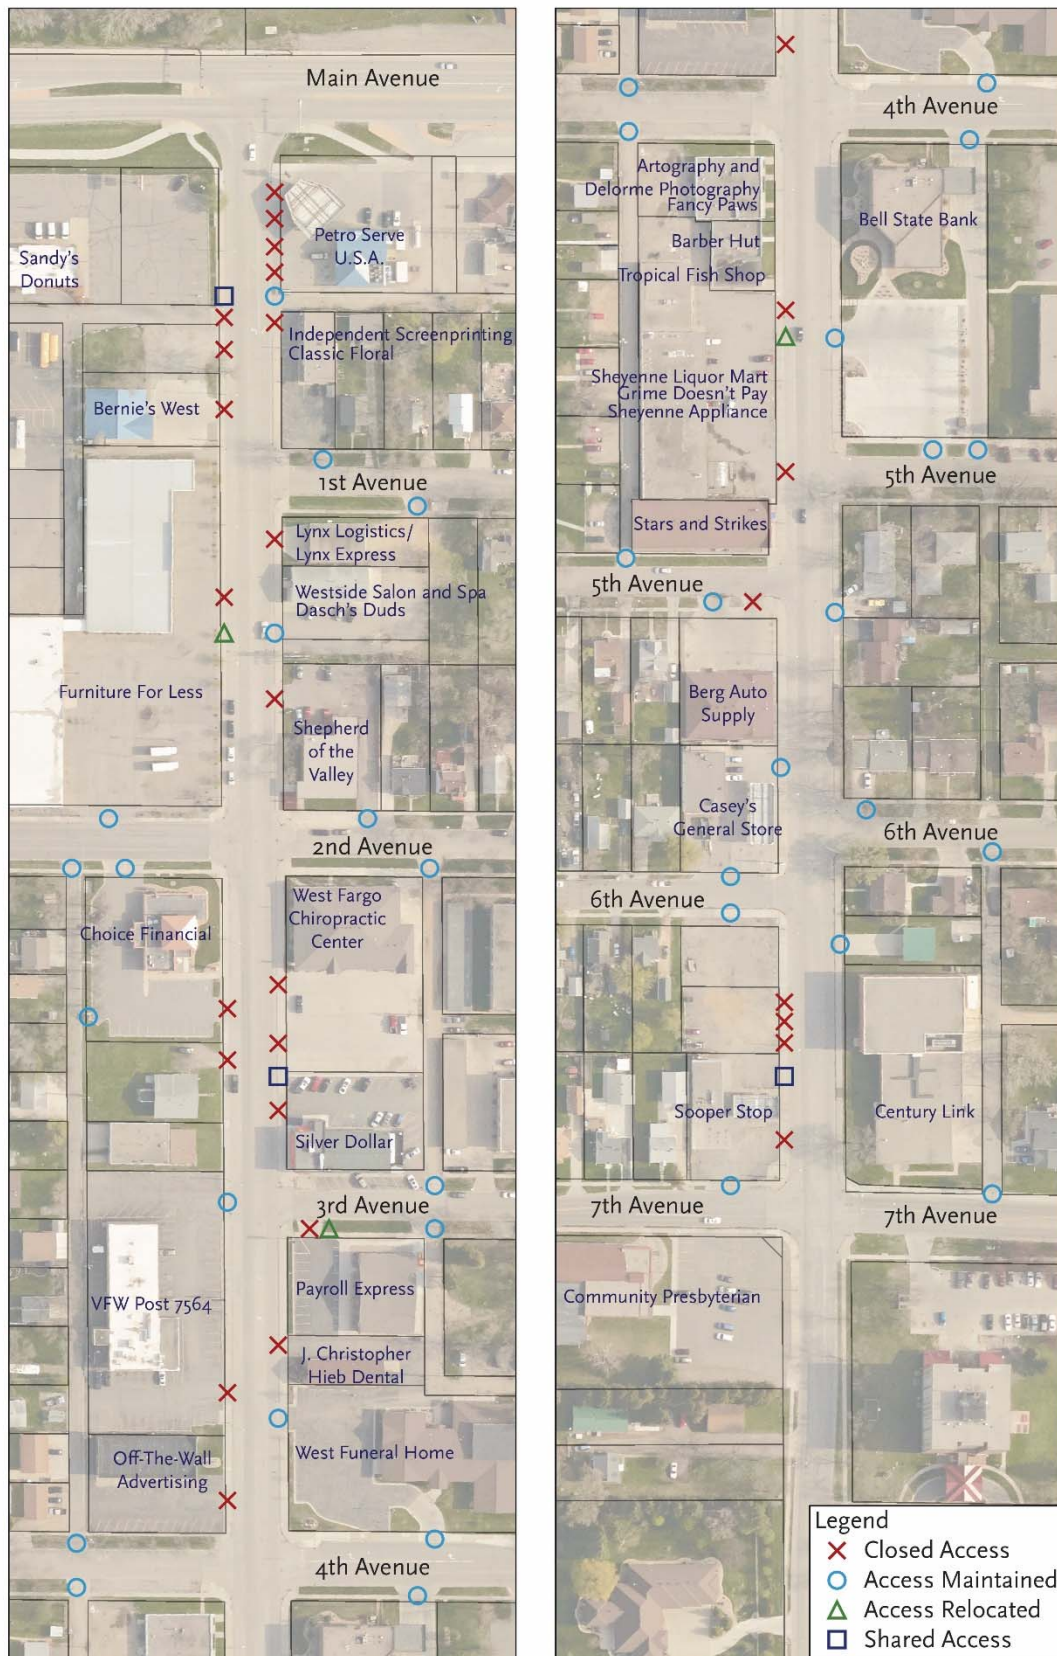 Main Avenue
Sandy's
Donuts
Petro Serve
U.S.A.
Independent Screenprinting
Classic Floral
Bernie's West
1st Avenue
Lynx Logistics/
Lynx Express
Westside Salon and Spa
Dasch's Duds
Furniture For Less
Shepherd
of the
Valley
2nd Avenue
West Fargo
Chiropractic
Center
Choice Financial
Silver Dollar
3rd Avenue
Payroll Express
VFW Post 7564
J. Christopher
Hieb Dental
Off-The-Wall
Advertising
West Funeral Home
4th Avenue
4th Avenue
Artography and
Delorme Photography
Fancy Paws
Barber Hut
Tropical Fish Shop
Bell State Bank
Sheyenne Liquor Mart
Grime Doesn't Pay
Sheyenne Appliance
5th Avenue
Stars and Strikes
5th Avenue
Berg Auto
Supply
Casey's
General Store
6th Avenue
6th Avenue
Sooper Stop
Century Link
7th Avenue
7th Avenue
Community Presbyterian
Legend
Closed Access
Access Maintained
Access Relocated
Shared Access